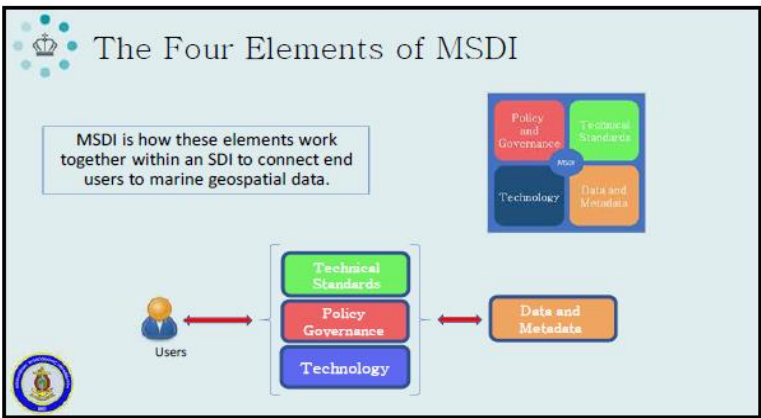 The Four Elements of MSDI
MSDI is how these elements work
together within an SDI to connect end
users to marine geospatial data.
Policy
and
Governance
Technical
Standards
MSDI
Technology
Data and
Metadata
Technical
Standards
Policy
Governance
Technology
Users
Data and
Metadata